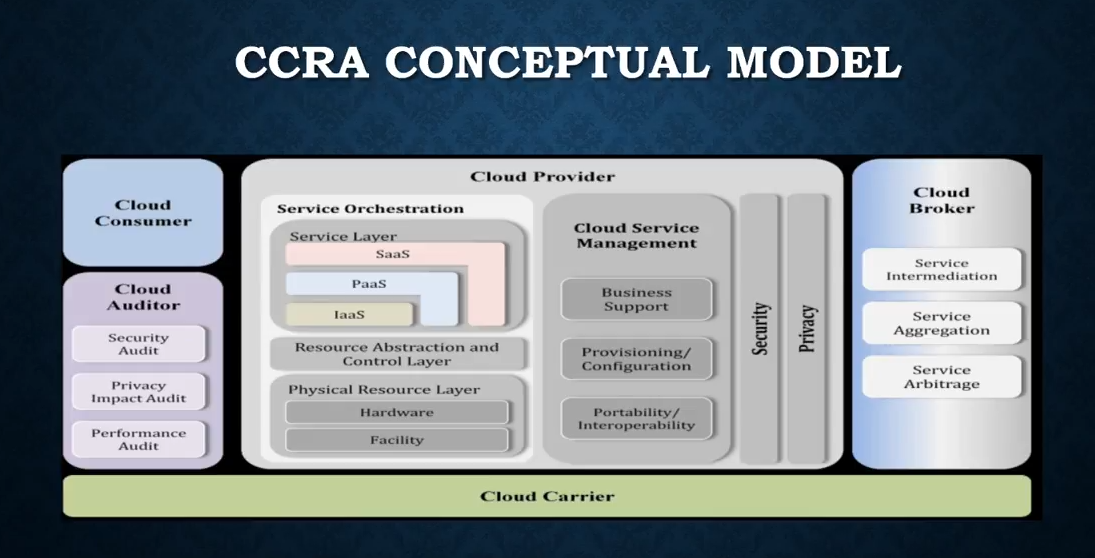 CCRA CONCEPTUAL MODEL
Cloud
Consumer
Cloud
Auditor
Security
Audit
Privacy
Impact Audit
Performance
Audit
Cloud Provider
Service Orchestration
Service Layer
SaaS
PaaS
IaaS
Resource Abstraction and
Control Layer
Physical Resource Layer
Hardware
Facility
Cloud Service
Management
Business
Support
Provisioning/
Configuration
Portability/
Interoperability
Security
Privacy
Cloud
Broker
Service
Intermediation
Service
Aggregation
Service
Arbitrage
Cloud Carrier